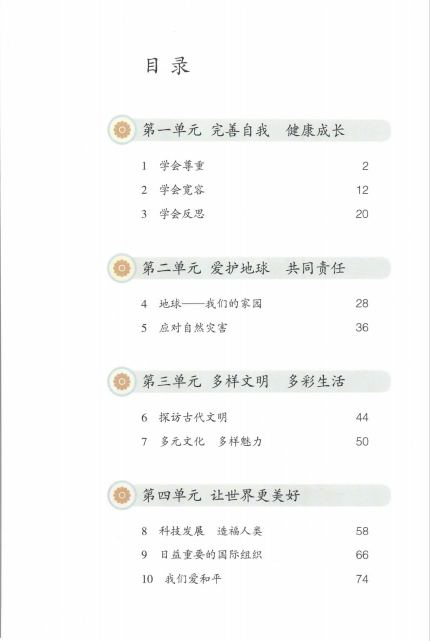 目录
第一单元 完善自我 健康成长
1 学会尊重 2
2 学会宽容 12
3 学会反思 20
第二单元 爱护地球 共同责任
4 地球——我们的家园 28
5 应对自然灾害 36
第三单元 多样文明 多彩生活
6 探访古代文明 44
7 多元文化 多样魅力 50
第四单元 让世界更美好
8 科技发展 造福人类 58
9 日益重要的国际组织 66
10 我们爱和平 74